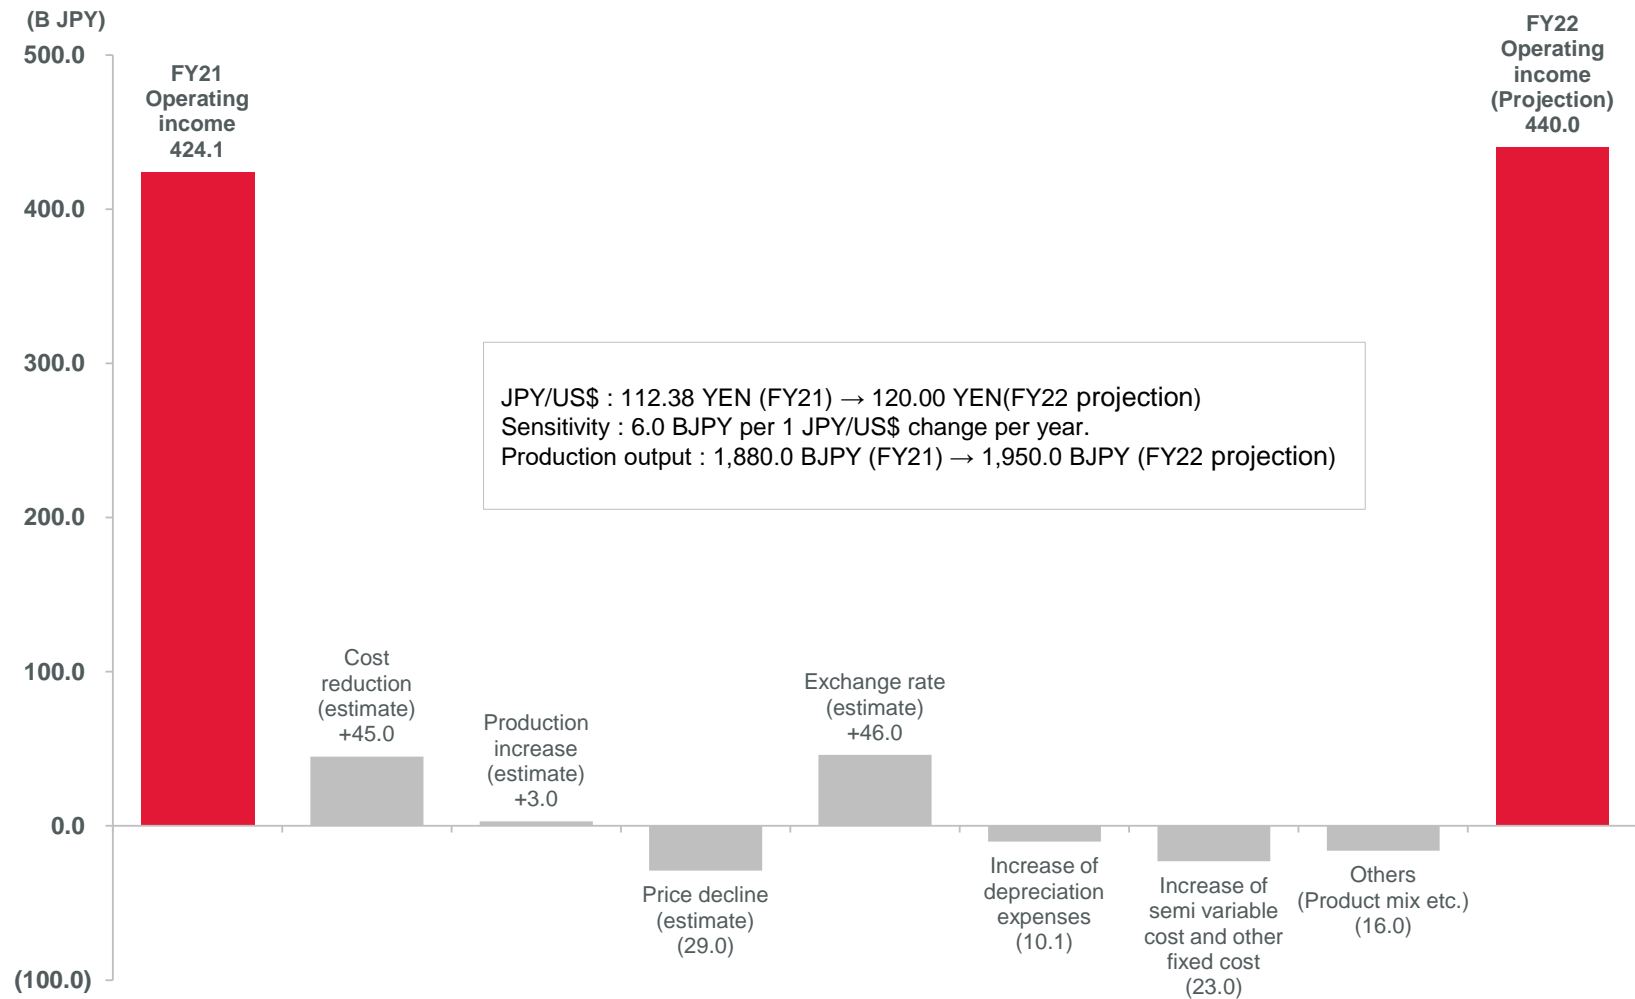 (B JPY)
500.0
400.0
300.0
200.0
100.0
0.0
(100.0)
FY21
Operating
income
424.1
Cost
reduction
(estimate)
+45.0
Production
increase
(estimate)
+3.0
Price decline
(estimate)
(29.0)
Exchange rate
(estimate)
+46.0
Increase of
depreciation
expenses
(10.1)
Increase of
semi variable
cost and other
fixed cost
(23.0)
Others
(Product mix etc.)
(16.0)
FY22
Operating
income
(Projection)
440.0
JPY/US$ : 112.38 YEN (FY21) → 120.00 YEN(FY22 projection)
Sensitivity : 6.0 BJPY per 1 JPY/US$ change per year.
Production output : 1,880.0 BJPY (FY21) → 1,950.0 BJPY (FY22 projection)